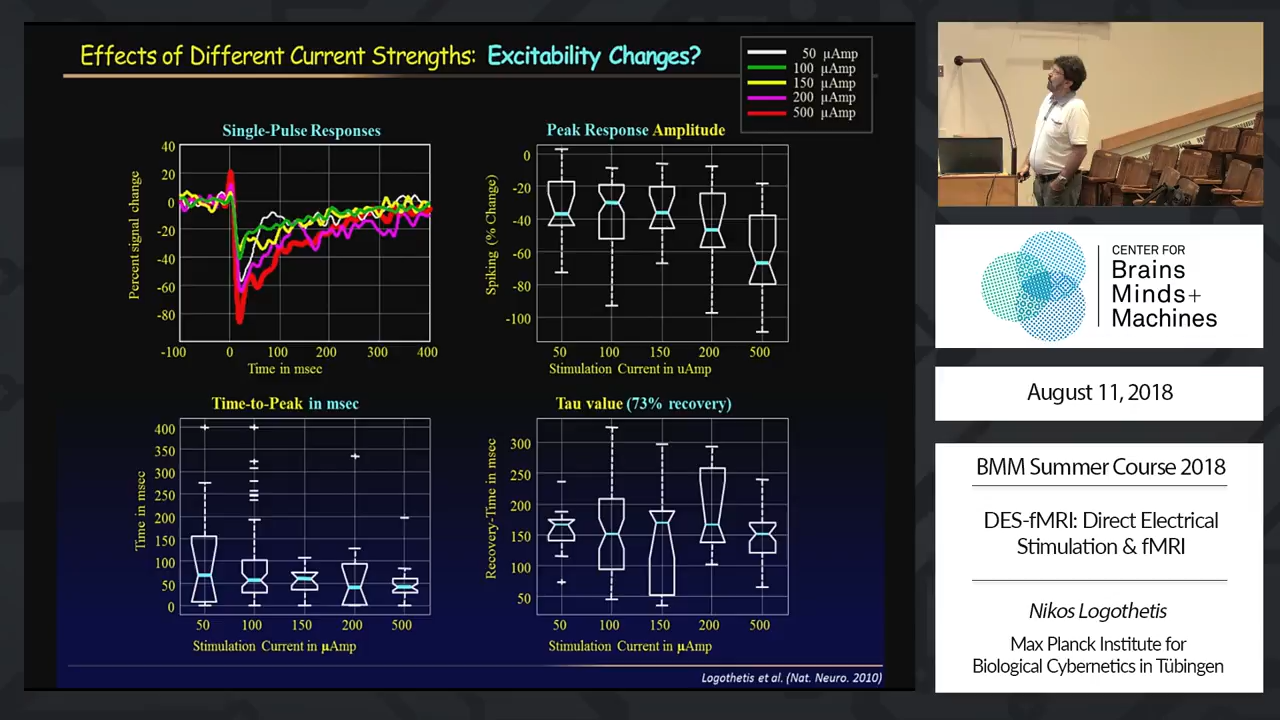 Effects of Different Current Strengths: Excitability Changes?
50 µAmp
100 µAmp
150 µAmp
200 µAmp
500 µAmp
Single-Pulse Responses
Percent signal change
40
20
0
-20
-40
-60
-80
-100 0 100 200 300 400
Time in msec
Peak Response Amplitude
Spiking (% Change)
0
-20
-40
-60
-80
-100
50 100 150 200 500
Stimulation Current in uAmp
Time-to-Peak in msec
Time in msec
400
350
300
250
200
150
100
50
0
50 100 150 200 500
Stimulation Current in µAmp
Tau value (73% recovery)
Recovery-Time in msec
300
250
200
150
100
50
50 100 150 200 500
Stimulation Current in µAmp
Logothetis et al. (Nat. Neuro. 2010)
CENTER FOR
Brains
Minds+
Machines
August 11, 2018
BMM Summer Course 2018
DES-fMRI: Direct Electrical
Stimulation & fMRI
Nikos Logothetis
Max Planck Institute for
Biological Cybernetics in Tübingen